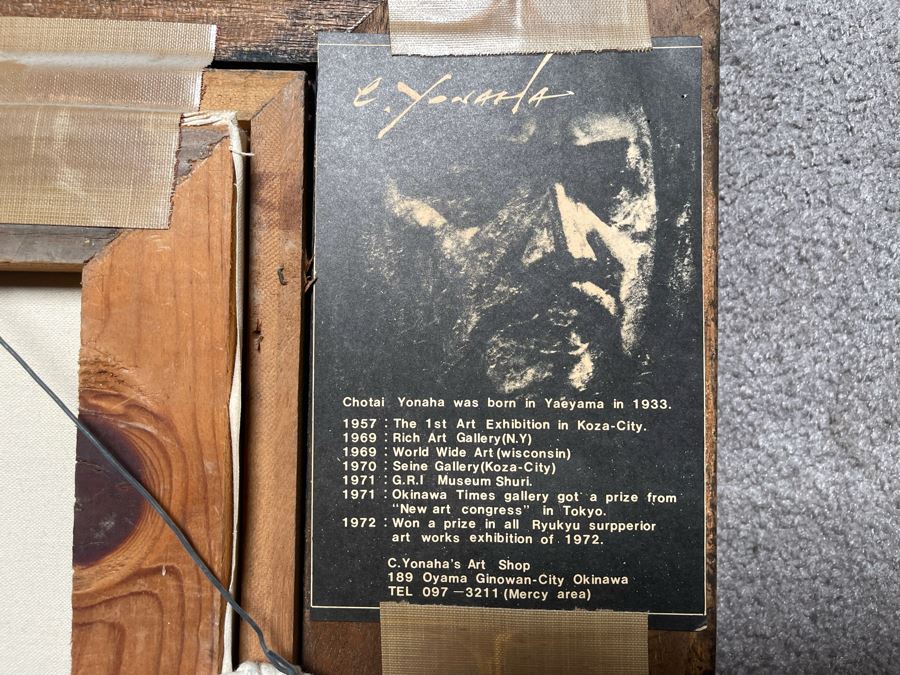 C. YONAHA
Chotai Yonaha was born in Yaeyama in 1933.
1957 : The 1st Art Exhibition in Koza-City.
1969 : Rich Art Gallery(N.Y)
1969 : World Wide Art(wisconsin)
1970 : Seine Gallery(Koza-City)
1971 : G.R.I Museum Shuri.
1971 : Okinawa Times gallery got a prize from
"New art congress" in Tokyo.
1972 : Won a prize in all Ryukyu surpperior
art works exhibition of 1972.
C.Yonaha's Art Shop
189 Oyama Ginowan-City Okinawa
TEL 097－3211(Mercy area)